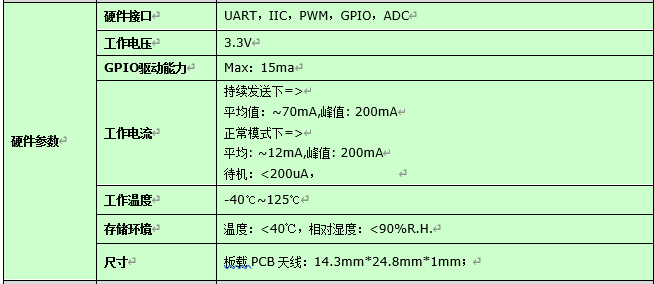 硬件参数
硬件接口 UART，IIC，PWM，GPIO，ADC
工作电压 3.3V
GPIO驱动能力 Max：15ma
工作电流
持续发送下=>
平均值：~70mA,峰值: 200mA
正常模式下=>
平均: ~12mA,峰值: 200mA
待机：<200uA，
工作温度 -40℃~125℃
存储环境 温度：<40℃，相对湿度：<90%R.H.
尺寸 板载 PCB 天线：14.3mm*24.8mm*1mm；